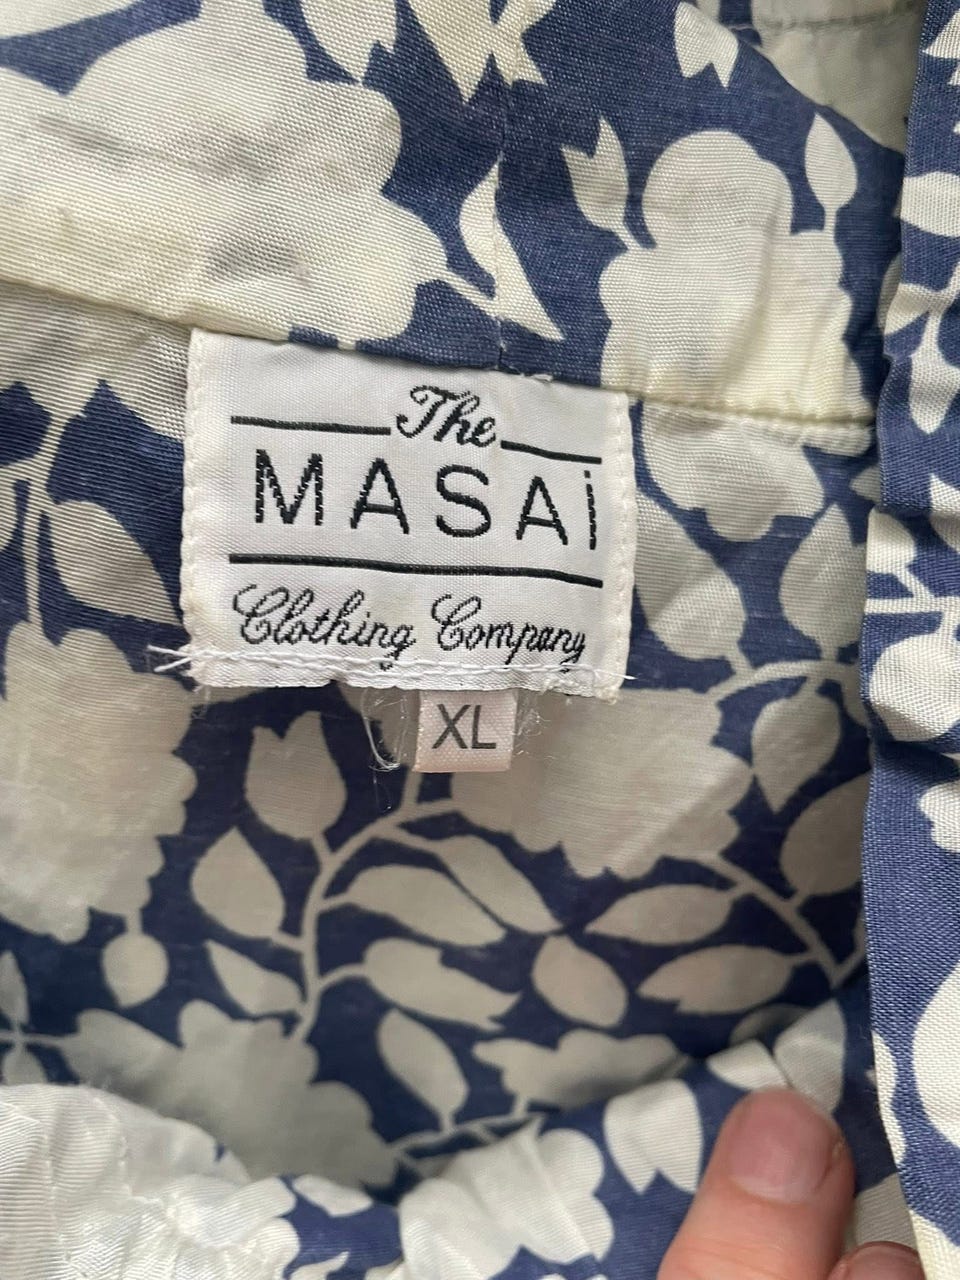 The
MASAi
Clothing Company
XL